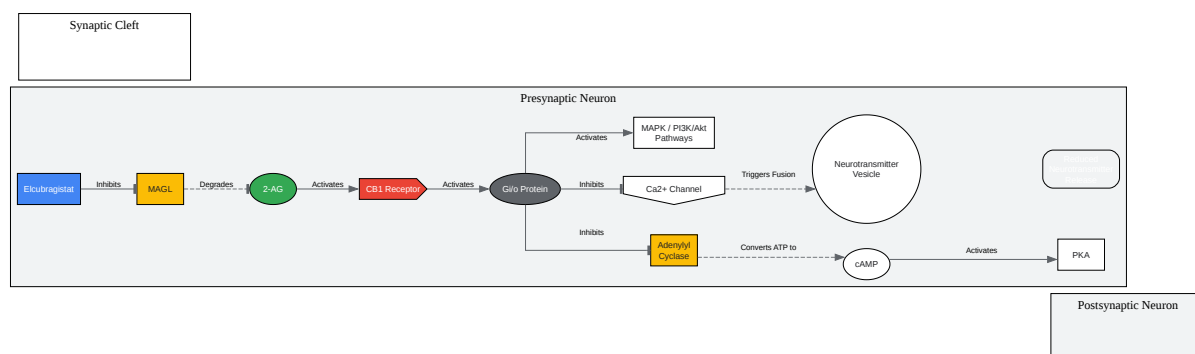 Synaptic Cleft
Presynaptic Neuron
Elcubragistat
Inhibits
MAGL
Degrades
2-AG
Activates
CB1 Receptor
Activates
Gi/o Protein
Activates
MAPK / PI3K/Akt
Pathways
Inhibits
Ca2+ Channel
Triggers Fusion
Neurotransmitter
Vesicle
Inhibits
Adenylyl
Cyclase
Converts ATP to
cAMP
Activates
PKA
Postsynaptic Neuron